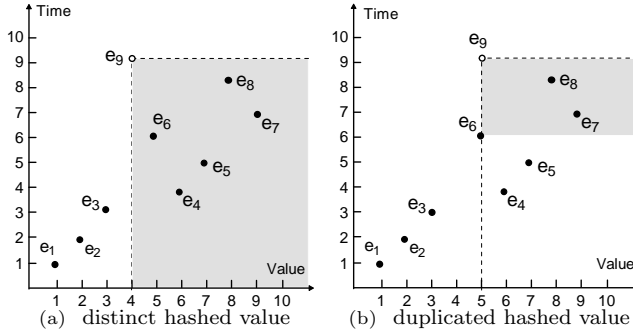 Time
10
9
8
7
6
5
4
3
2
1
e9
e8
e6
e7
e5
e4
e3
e2
e1
Value
1 2 3 4 5 6 7 8 9 10
(a) distinct hashed value
Time
10
9
8
7
6
5
4
3
2
1
e9
e8
e6
e7
e5
e4
e3
e2
e1
Value
1 2 3 4 5 6 7 8 9 10
(b) duplicated hashed value